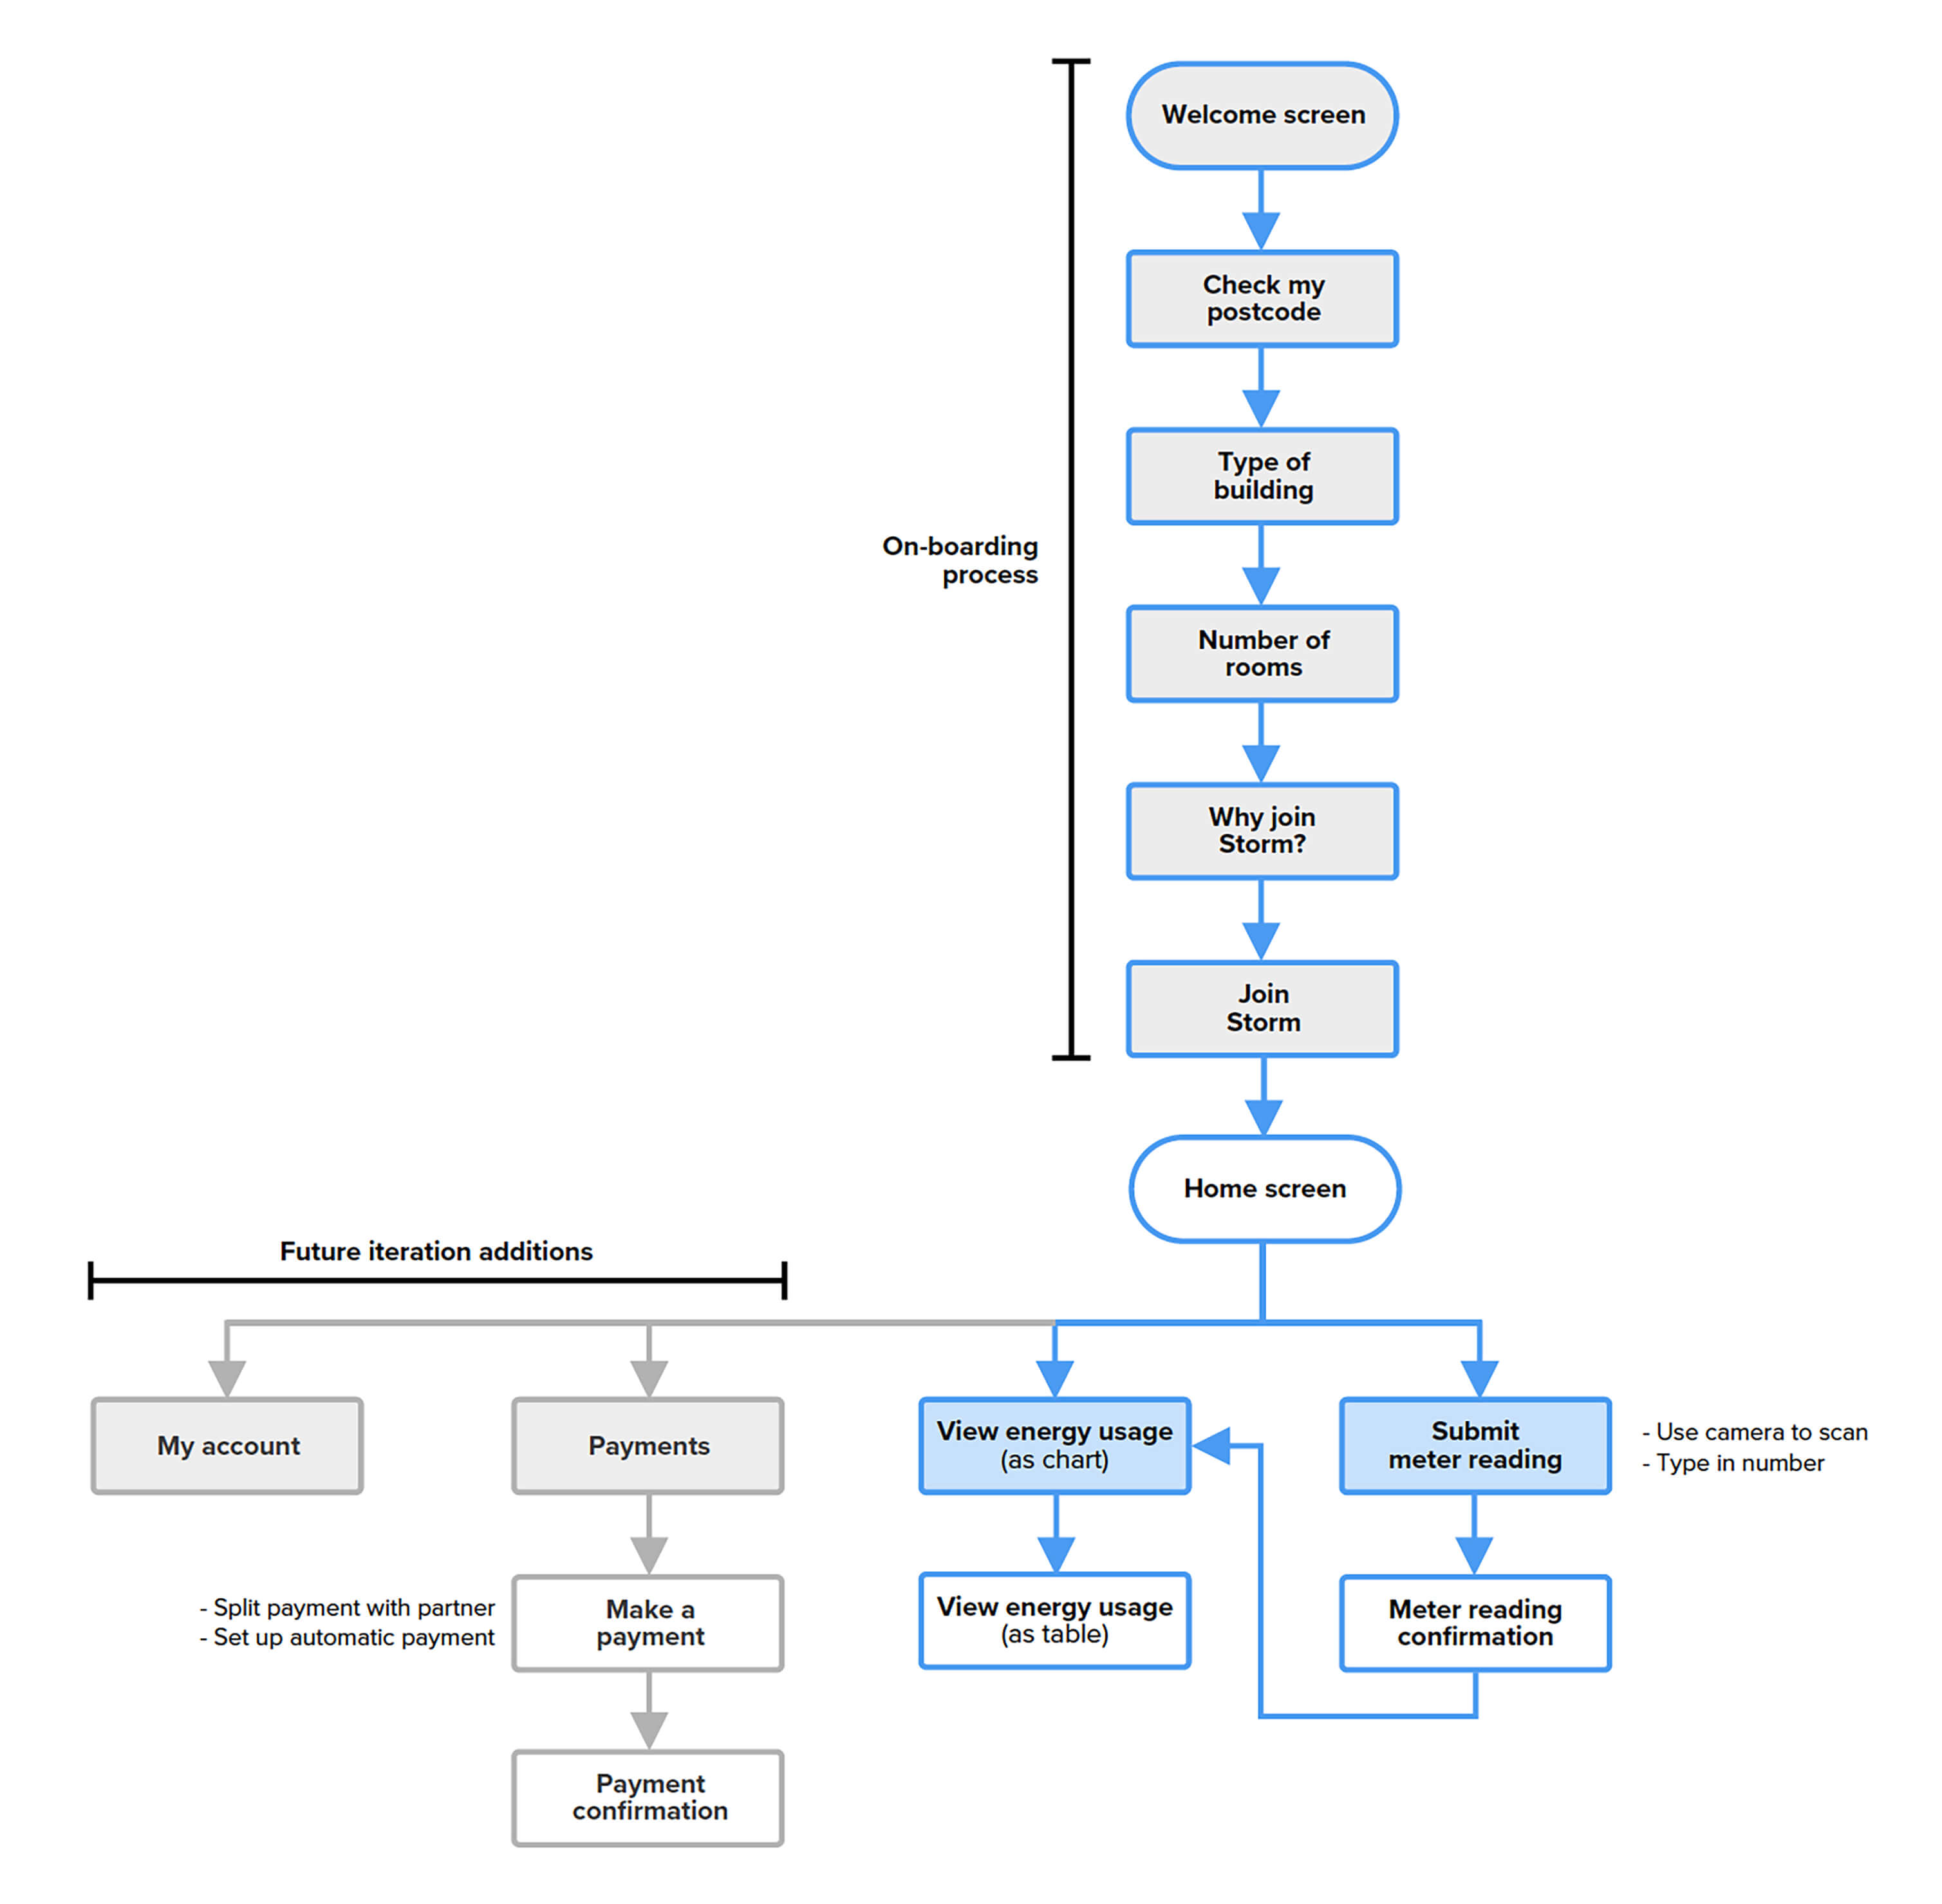 Welcome screen
Check my
postcode
Type of
building
On-boarding
process
Number of
rooms
Why join
Storm?
Join
Storm
Home screen
Future iteration additions
My account
Payments
View energy usage
(as chart)
Submit
meter reading
- Use camera to scan
- Type in number
- Split payment with partner
- Set up automatic payment
Make a
payment
View energy usage
(as table)
Meter reading
confirmation
Payment
confirmation